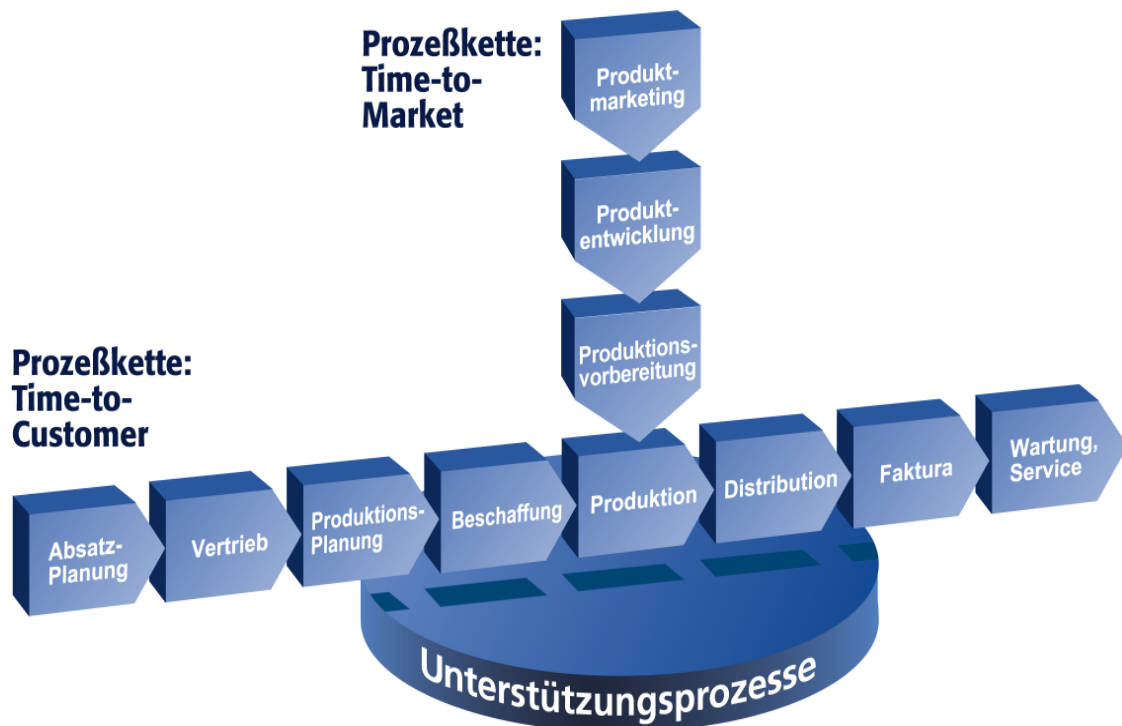 Prozeßkette:
Time-to-
Market
Produkt-
marketing
Produkt-
entwicklung
Produktions-
vorbereitung
Prozeßkette:
Time-to-
Customer
Absatz-
Planung
Vertrieb
Produktions-
Planung
Beschaffung
Produktion
Distribution
Faktura
Wartung,
Service
Unterstützungsprozesse